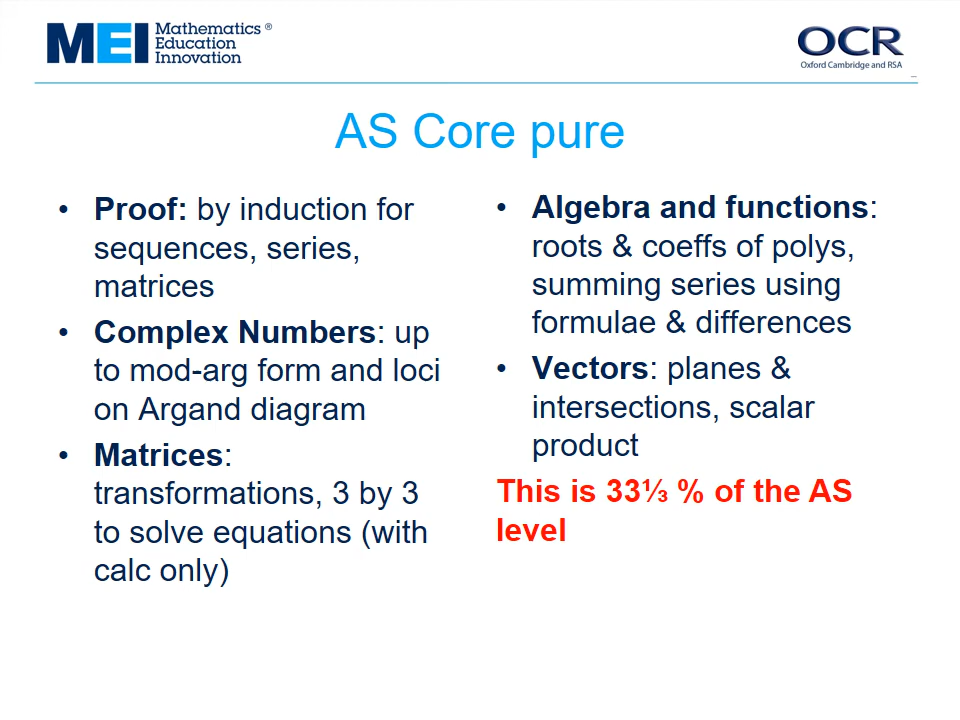 MEI Mathematics ®
Education
Innovation
OCR
Oxford Cambridge and RSA
AS Core pure
• Proof: by induction for
sequences, series,
matrices
• Complex Numbers: up
to mod-arg form and loci
on Argand diagram
• Matrices:
transformations, 3 by 3
to solve equations (with
calc only)
• Algebra and functions:
roots & coeffs of polys,
summing series using
formulae & differences
• Vectors: planes &
intersections, scalar
product
This is 33⅓ % of the AS
level